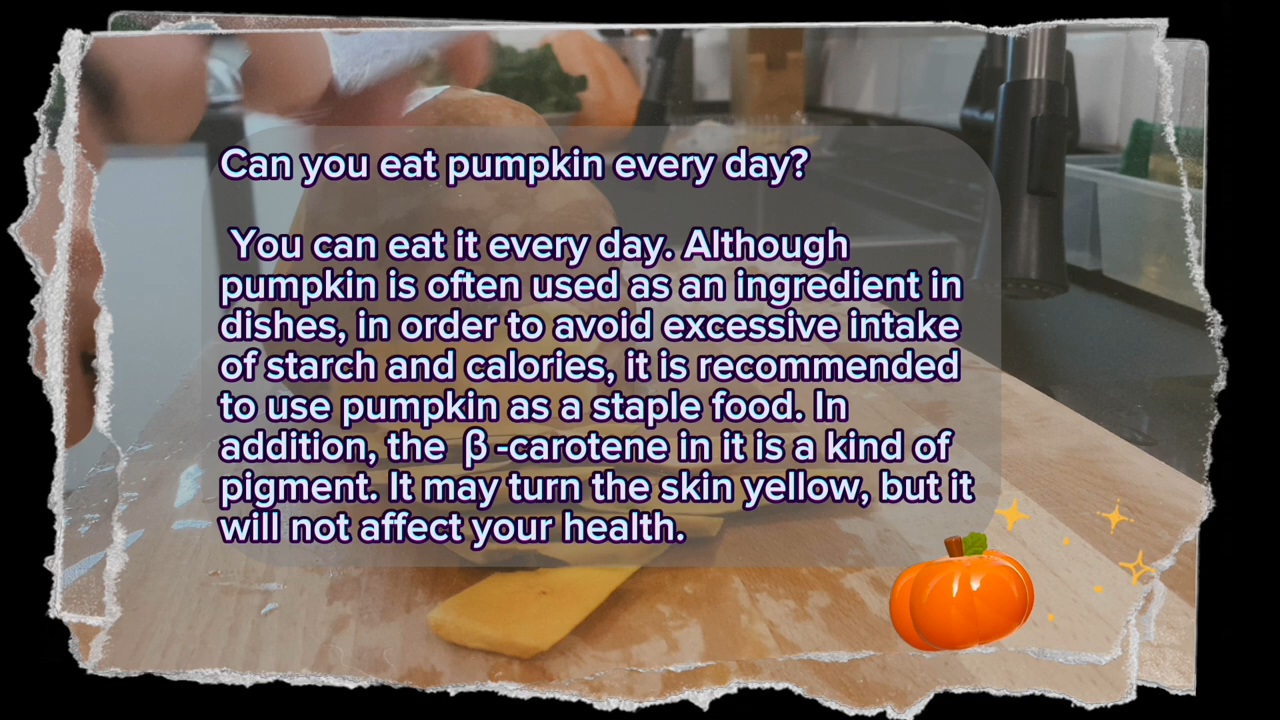 Can you eat pumpkin every day?
You can eat it every day. Although
pumpkin is often used as an ingredient in
dishes, in order to avoid excessive intake
of starch and calories, it is recommended
to use pumpkin as a staple food. In
addition, the β-carotene in it is a kind of
pigment. It may turn the skin yellow, but it
will not affect your health.